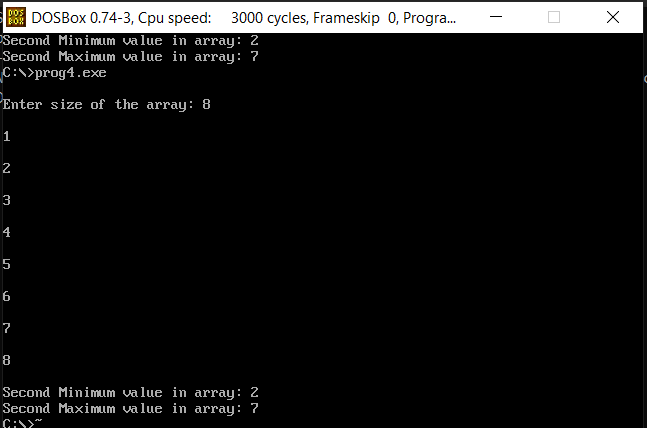 DOS
BOX
DOSBox 0.74-3, Cpu speed: 3000 cycles, Frameskip 0, Progra...
Second Minimum value in array: 2
Second Maximum value in array: 7
C:\>prog4.exe
Enter size of the array: 8
1
2
3
4
5
6
7
8
Second Minimum value in array: 2
Second Maximum value in array: 7
C:\>~